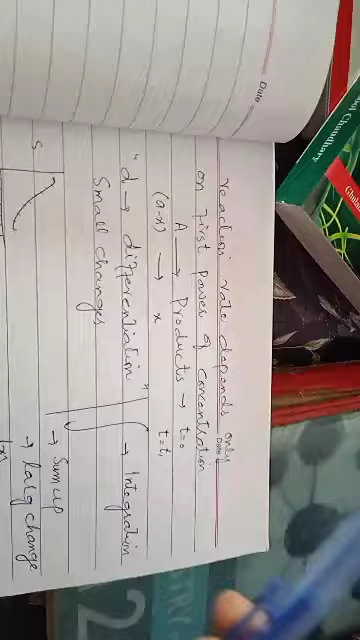 Date
Date
reaction rate depends only
on first power of concentration
A → Products → t=0
(a-x) → x t=t,
"d → differentiation" ∫ → Integration
Small changes → Sum up
→ large change
S
Chaudhary
2